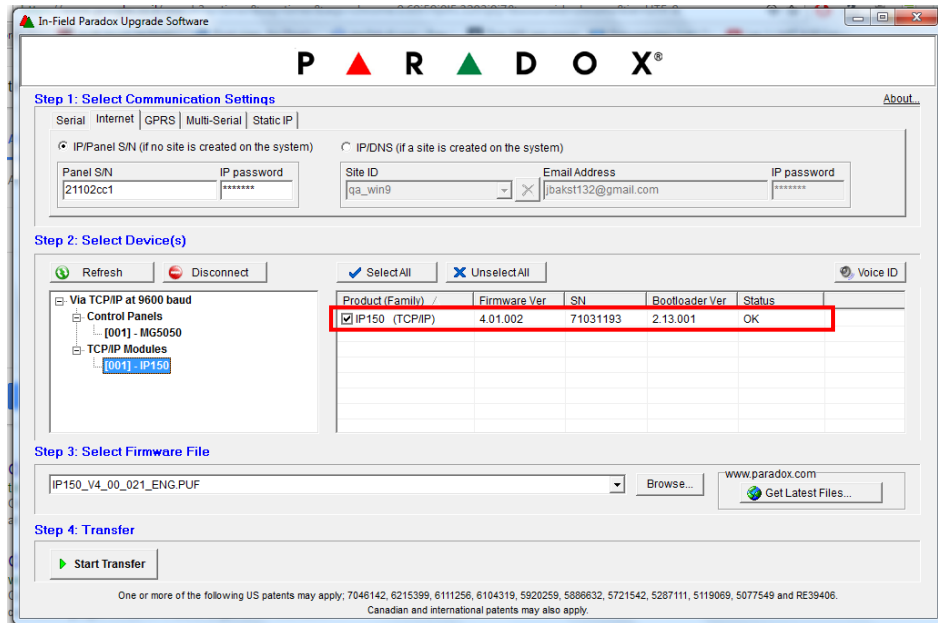 In-Field Paradox Upgrade Software
PARADOX®
Step 1: Select Communication Settings
About...
Serial Internet GPRS Multi-Serial Static IP
IP/Panel S/N (if no site is created on the system) IP/DNS (if a site is created on the system)
Panel S/N IP password Site ID Email Address IP password
21102cc1 ******* qa_win9 jbakst132@gmail.com *******
Step 2: Select Device(s)
Refresh Disconnect Select All Unselect All Voice ID
Via TCP/IP at 9600 baud
Control Panels
[001] - MG5050
TCP/IP Modules
[001] - IP150
Product (Family) / Firmware Ver SN Bootloader Ver Status
IP150 (TCP/IP) 4.01.002 71031193 2.13.001 OK
Step 3: Select Firmware File
IP150_V4_00_021_ENG.PUF Browse...
www.paradox.com
Get Latest Files...
Step 4: Transfer
Start Transfer
One or more of the following US patents may apply; 7046142, 6215399, 6111256, 6104319, 5920259, 5886632, 5721542, 5287111, 5119069, 5077549 and RE39406.
Canadian and international patents may also apply.